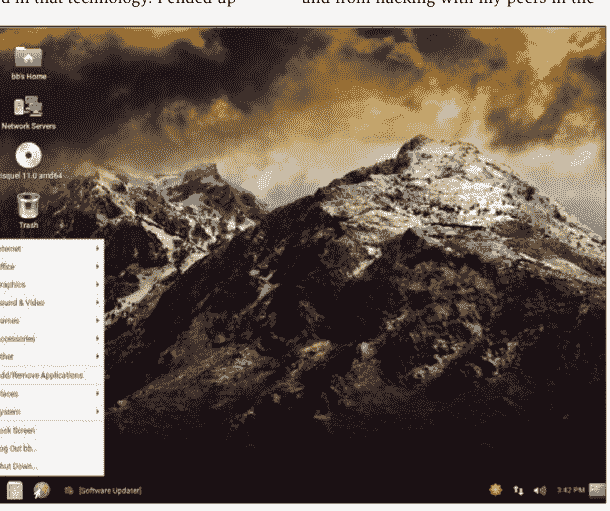 d in that technology. I ended up
and from hacking with my peers in the
bb's Home
Network Servers
isquel 11.0 amd64
Trash
nternet
ffice
raphics
ound & Video
ames
ccessories
ther
dd/Remove Applications
laces
ystem
ock Screen
og Out bb...
hut Down...
[Software Updater]
3:42 PM